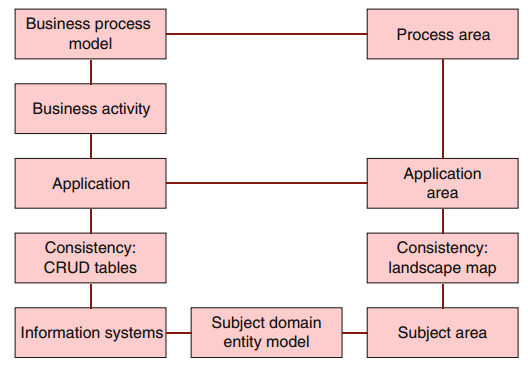 Business process
model
Process area
Business activity
Application
Application
area
Consistency:
CRUD tables
Consistency:
landscape map
Information systems
Subject domain
entity model
Subject area